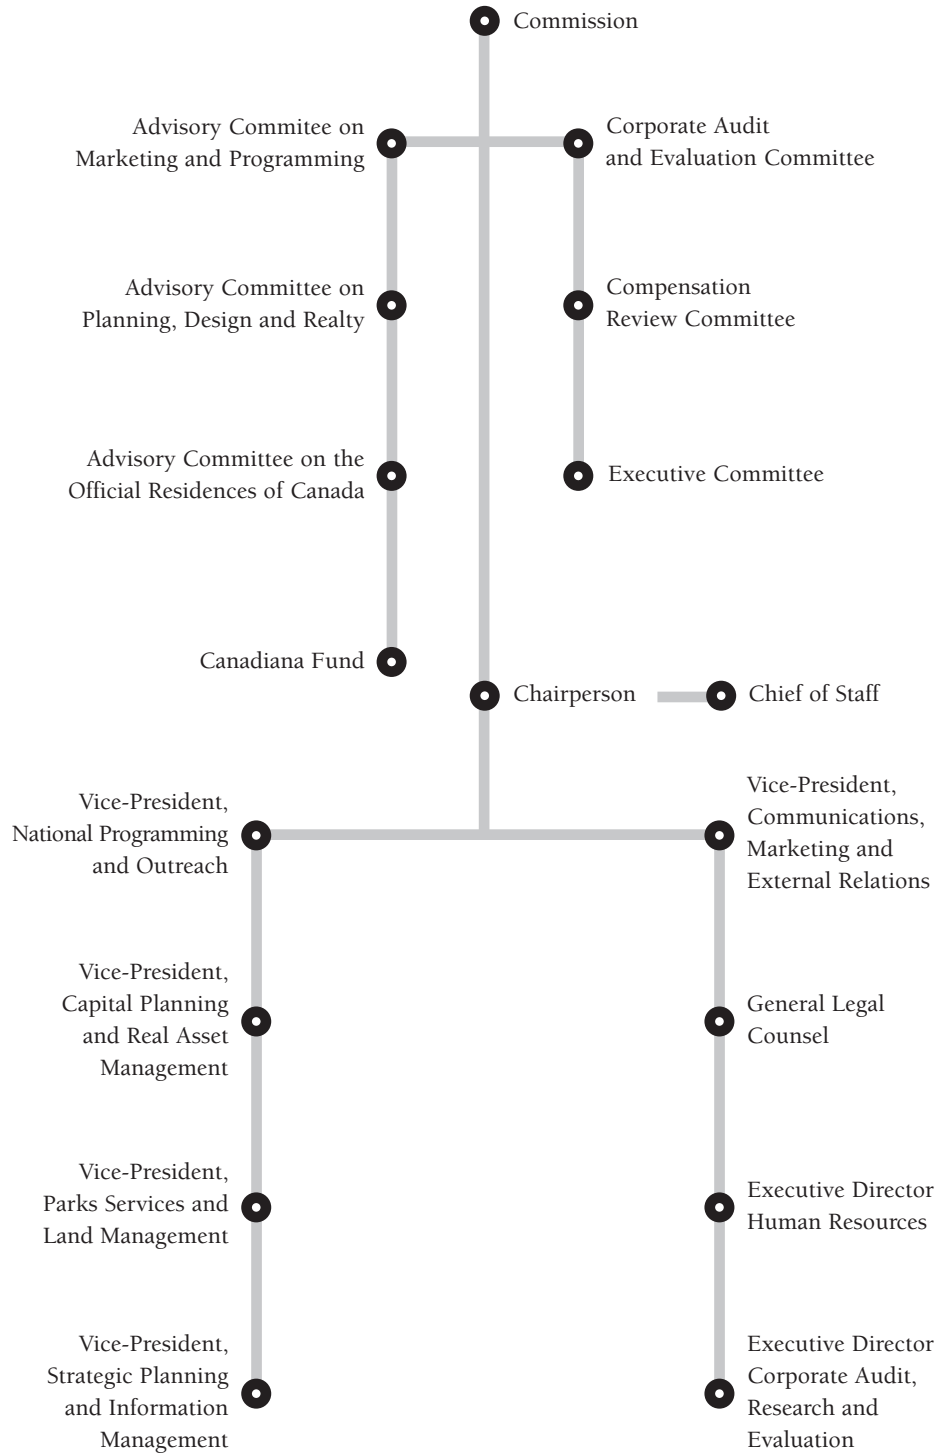 Commission
Advisory Commitee on
Marketing and Programming
Corporate Audit
and Evaluation Committee
Advisory Committee on
Planning, Design and Realty
Compensation
Review Committee
Advisory Committee on the
Official Residences of Canada
Executive Committee
Canadiana Fund
Chairperson
Chief of Staff
Vice-President,
National Programming
and Outreach
Vice-President,
Communications,
Marketing and
External Relations
Vice-President,
Capital Planning
and Real Asset
Management
General Legal
Counsel
Vice-President,
Parks Services and
Land Management
Executive Director
Human Resources
Vice-President,
Strategic Planning
and Information
Management
Executive Director
Corporate Audit,
Research and
Evaluation